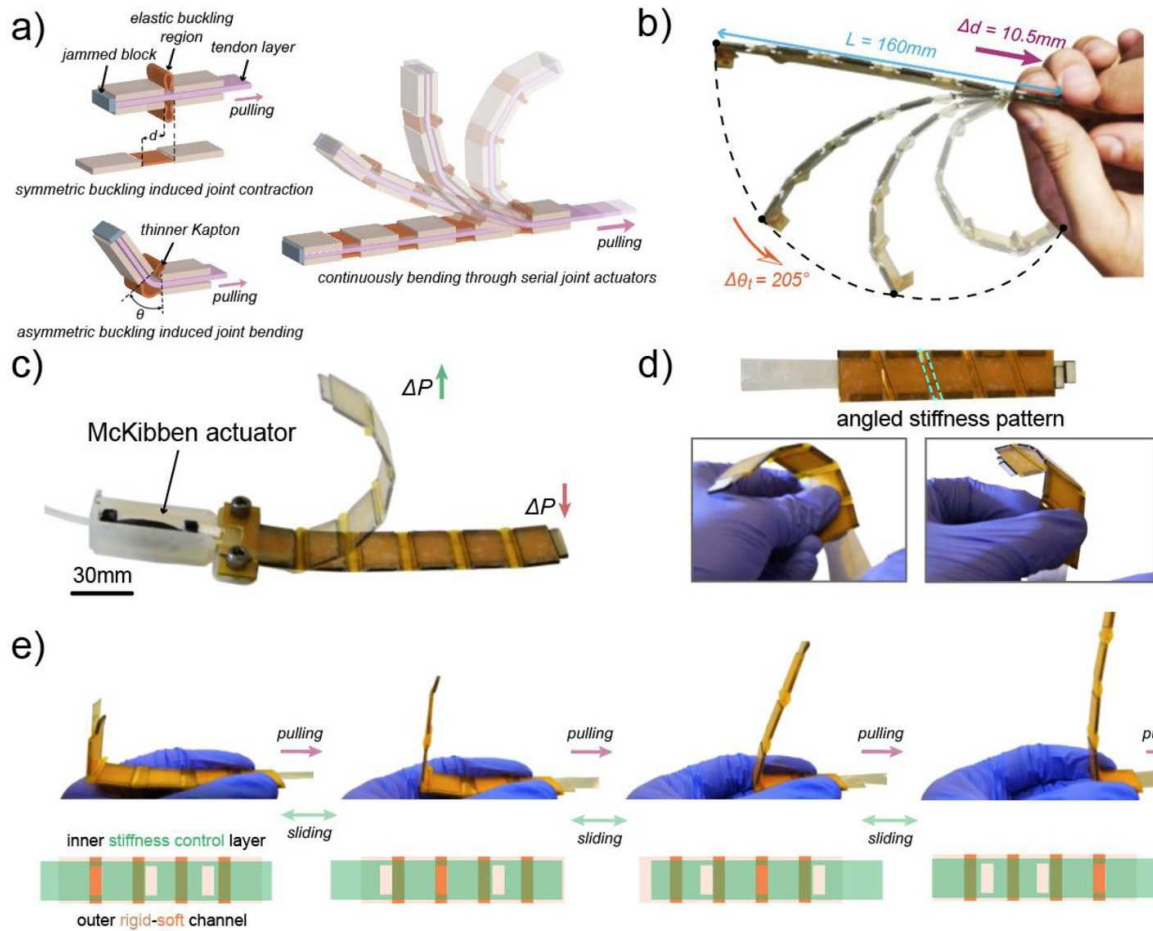 a)
elastic buckling
region
jammed block
tendon layer
pulling
d
symmetric buckling induced joint contraction
thinner Kapton
pulling
θ
asymmetric buckling induced joint bending
pulling
continuously bending through serial joint actuators
b)
L = 160mm
Δd = 10.5mm
Δθt = 205°
c)
ΔP
McKibben actuator
ΔP
30mm
d)
angled stiffness pattern
e)
pulling
pulling
pulling
pu
sliding
sliding
sliding
inner stiffness control layer
outer rigid-soft channel